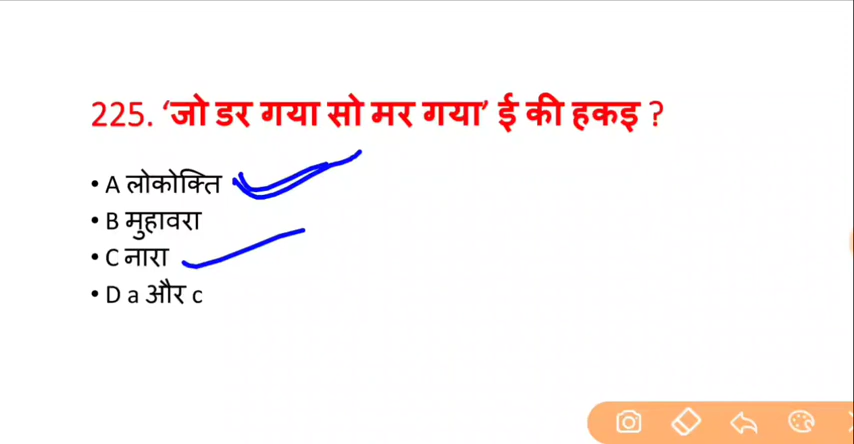 225. ‘जो डर गया सो मर गया’ ई की हकइ ?
• A लोकोक्ति
• B मुहावरा
• C नारा
• D a और c